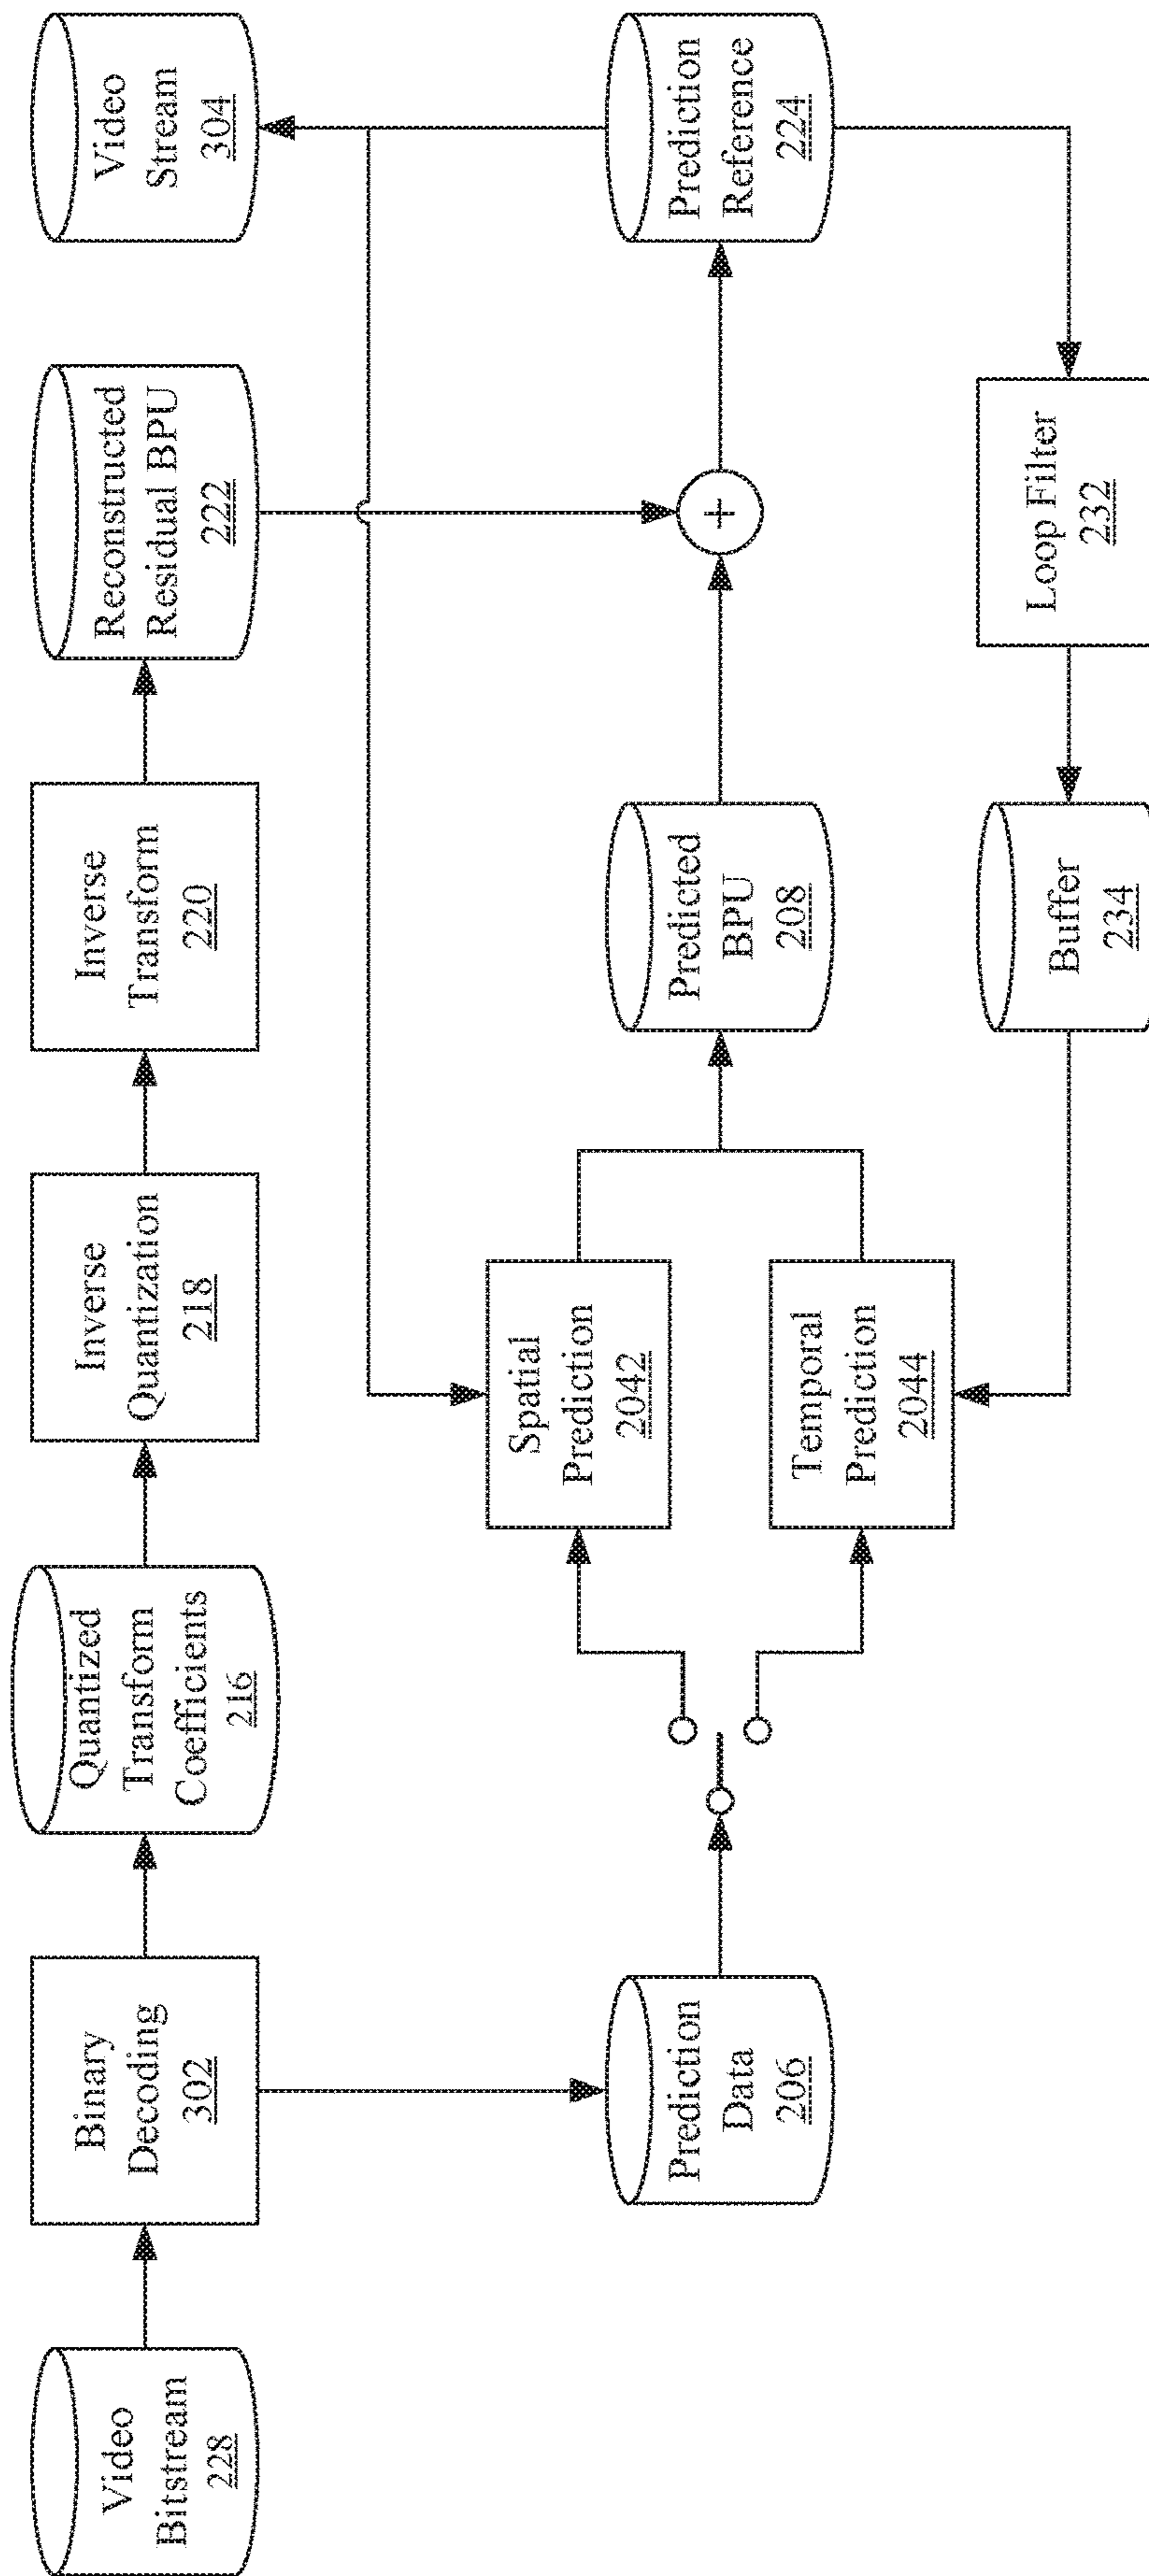 Video
Bitstream
228
Binary
Decoding
302
Quantized
Transform
Coefficients
216
Inverse
Quantization
218
Inverse
Transform
220
Reconstructed
Residual BPU
222
Video
Stream
304
Prediction
Data
206
Spatial
Prediction
2042
Temporal
Prediction
2044
Predicted
BPU
208
+
Prediction
Reference
224
Buffer
234
Loop Filter
232